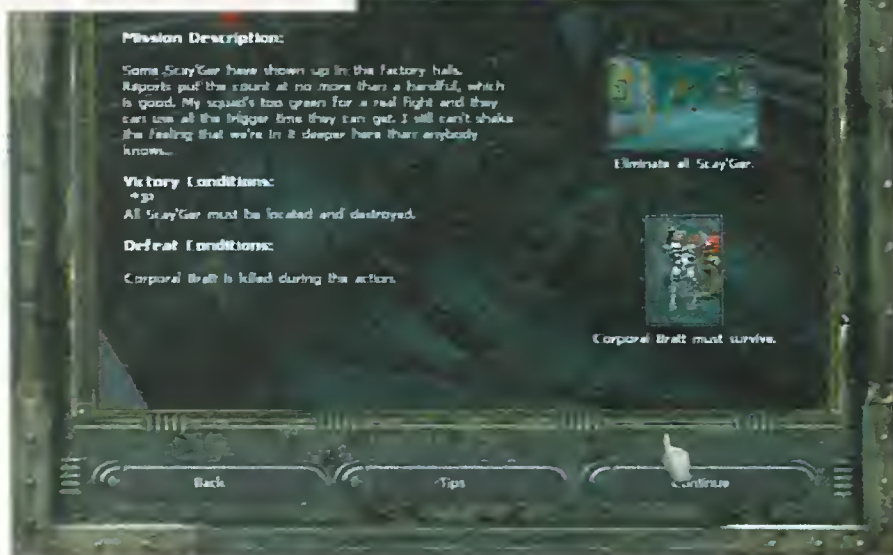 Mission Description:
Some Scay'Ger have shown up in the factory halls.
Reports put the count at no more than a handful, which
is good. My squad's too green for a real fight and they
can use all the trigger time they can get. I still can't shake
the feeling that we're in it deeper here than anybody
knows...
Victory Conditions:
All Scay'Ger must be located and destroyed.
Defeat Conditions:
Corporal Bratt is killed during the action.
Eliminate all Scay'Ger.
Corporal Bratt must survive.
Back
Tips
Continue